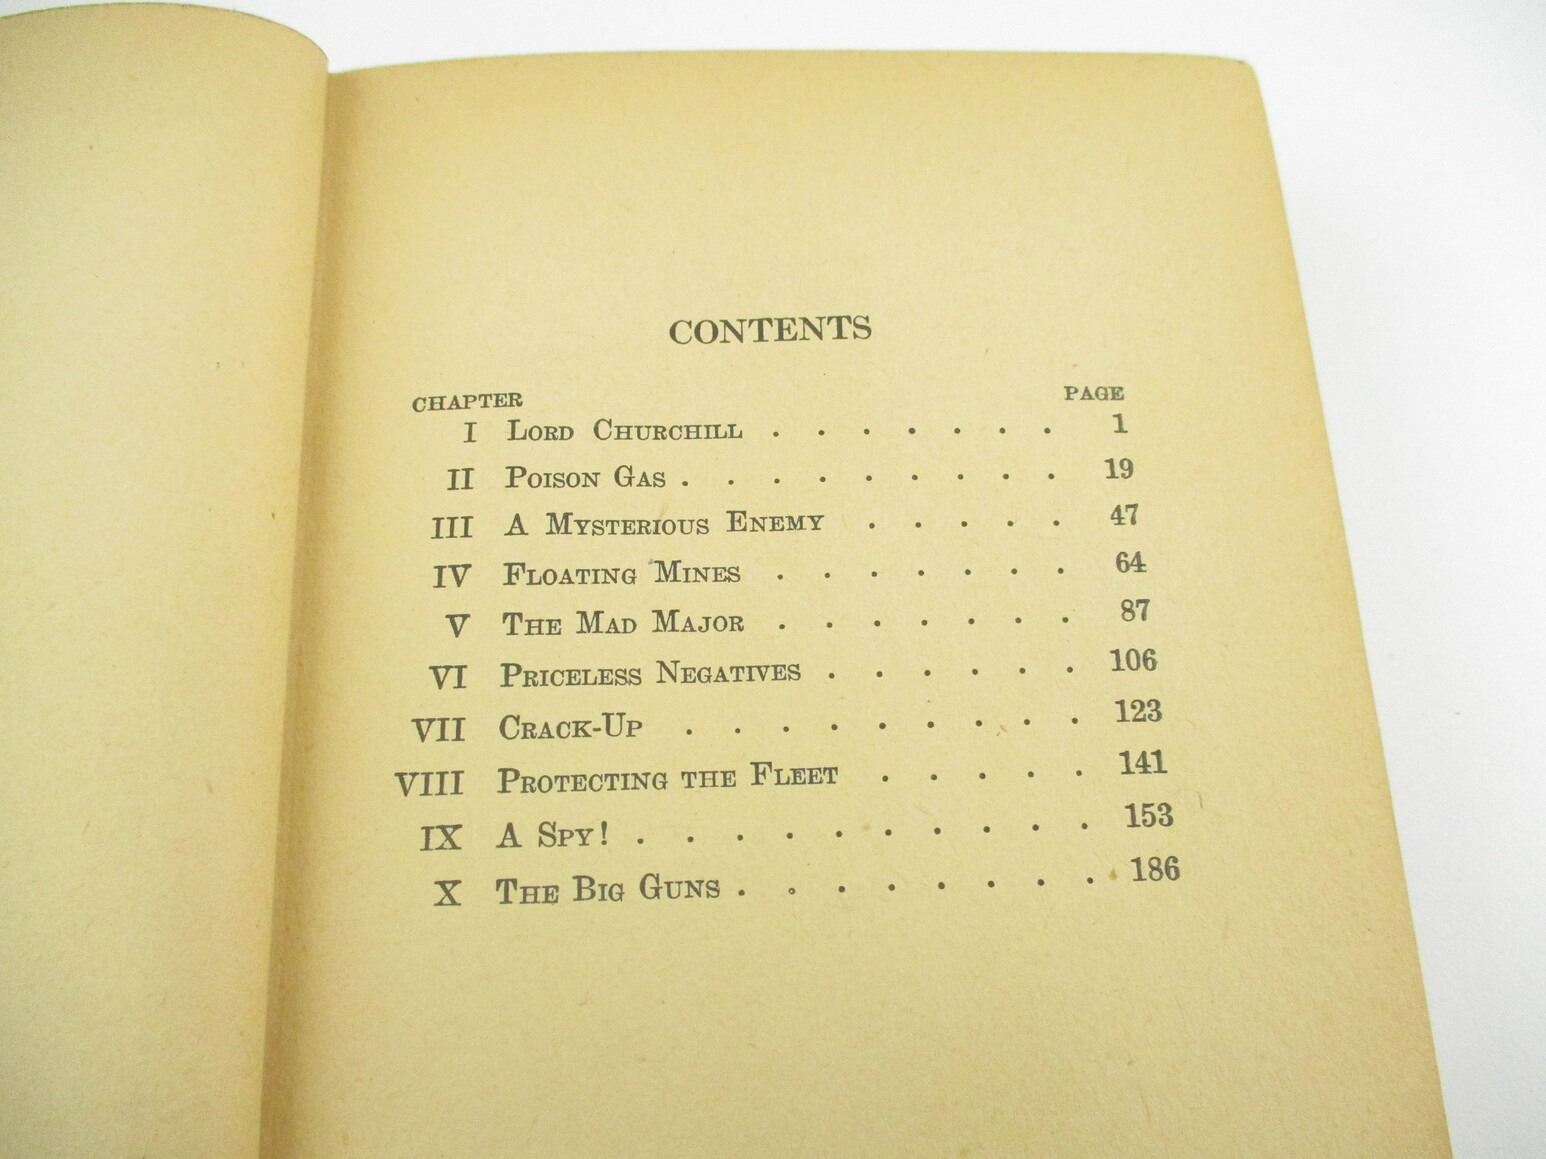 CONTENTS
CHAPTER PAGE
I LORD CHURCHILL . . . . . . . 1
II POISON GAS . . . . . . . . . 19
III A MYSTERIOUS ENEMY . . . . . 47
IV FLOATING MINES . . . . . . . 64
V THE MAD MAJOR . . . . . . . 87
VI PRICELESS NEGATIVES . . . . . . 106
VII CRACK-UP . . . . . . . . . 123
VIII PROTECTING THE FLEET . . . . . 141
IX A SPY! . . . . . . . . . . 153
X THE BIG GUNS . . . . . . . . 186